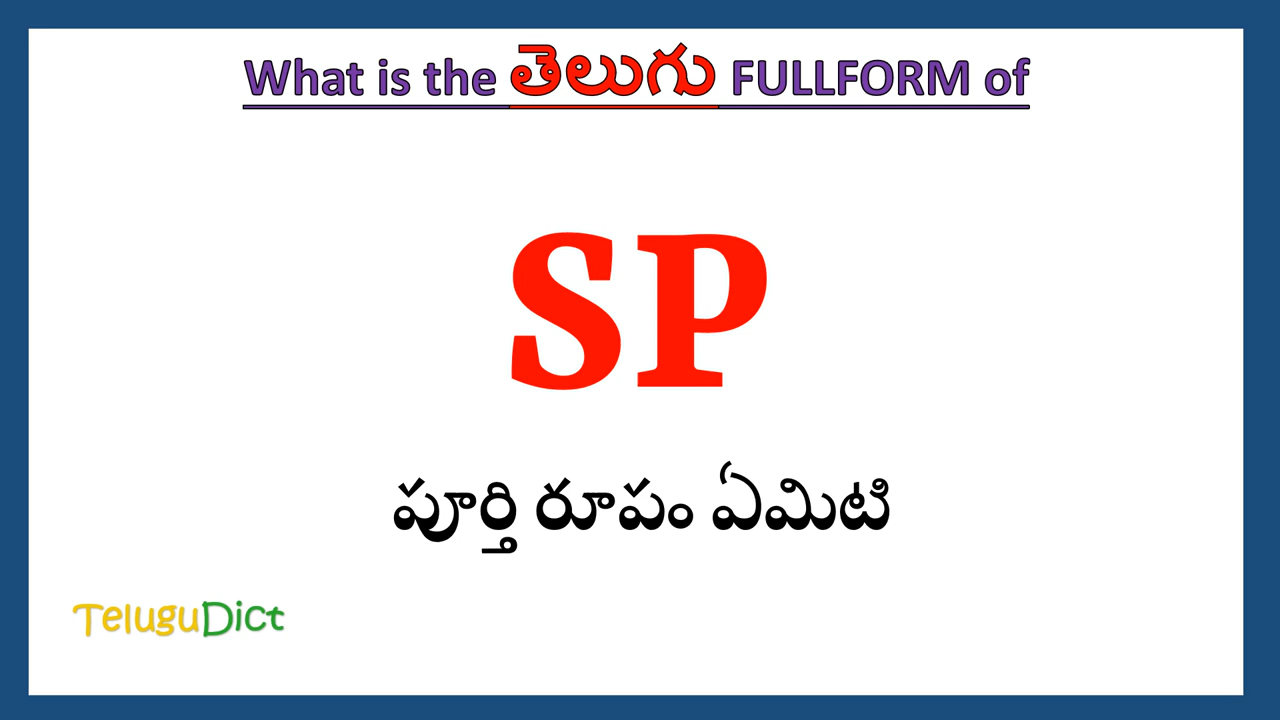 What is the తెలుగు FULLFORM of
SP
పూర్తి రూపం ఏమిటి
TeluguDict